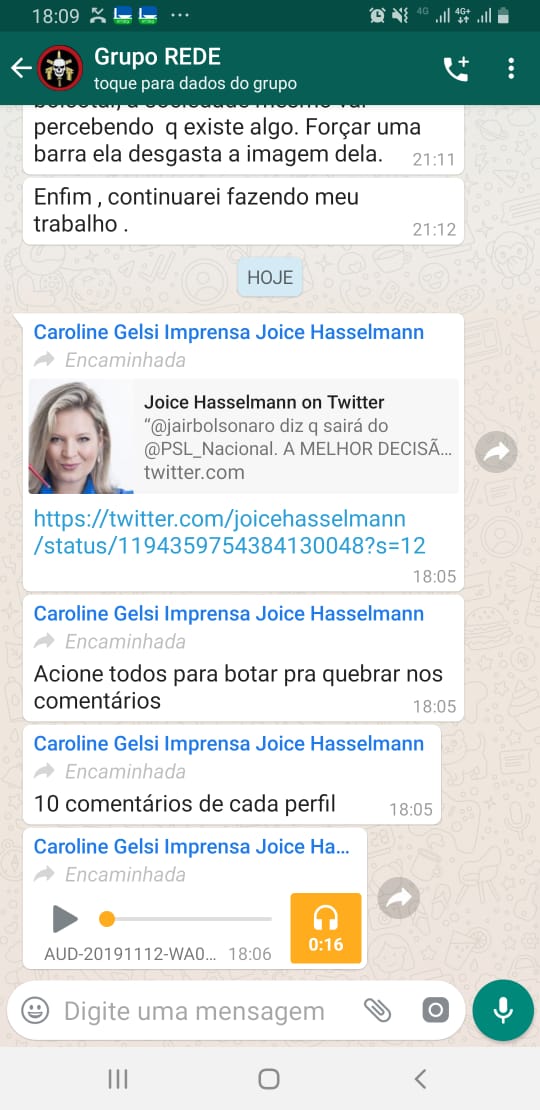 18:09
4G 4G+
Grupo REDE
toque para dados do grupo
percebendo q existe algo. Forçar uma
barra ela desgasta a imagem dela. 21:11
Enfim , continuarei fazendo meu
trabalho . 21:12
HOJE
Caroline Gelsi Imprensa Joice Hasselmann
Encaminhada
Joice Hasselmann on Twitter
“@jairbolsonaro diz q sairá do
@PSL_Nacional. A MELHOR DECISÃ...
twitter.com
https://twitter.com/joicehasselmann
/status/1194359754384130048?s=12
18:05
Caroline Gelsi Imprensa Joice Hasselmann
Encaminhada
Acione todos para botar pra quebrar nos
comentários 18:05
Caroline Gelsi Imprensa Joice Hasselmann
Encaminhada
10 comentários de cada perfil 18:05
Caroline Gelsi Imprensa Joice Ha...
Encaminhada
0:16
AUD-20191112-WA0... 18:06
Digite uma mensagem